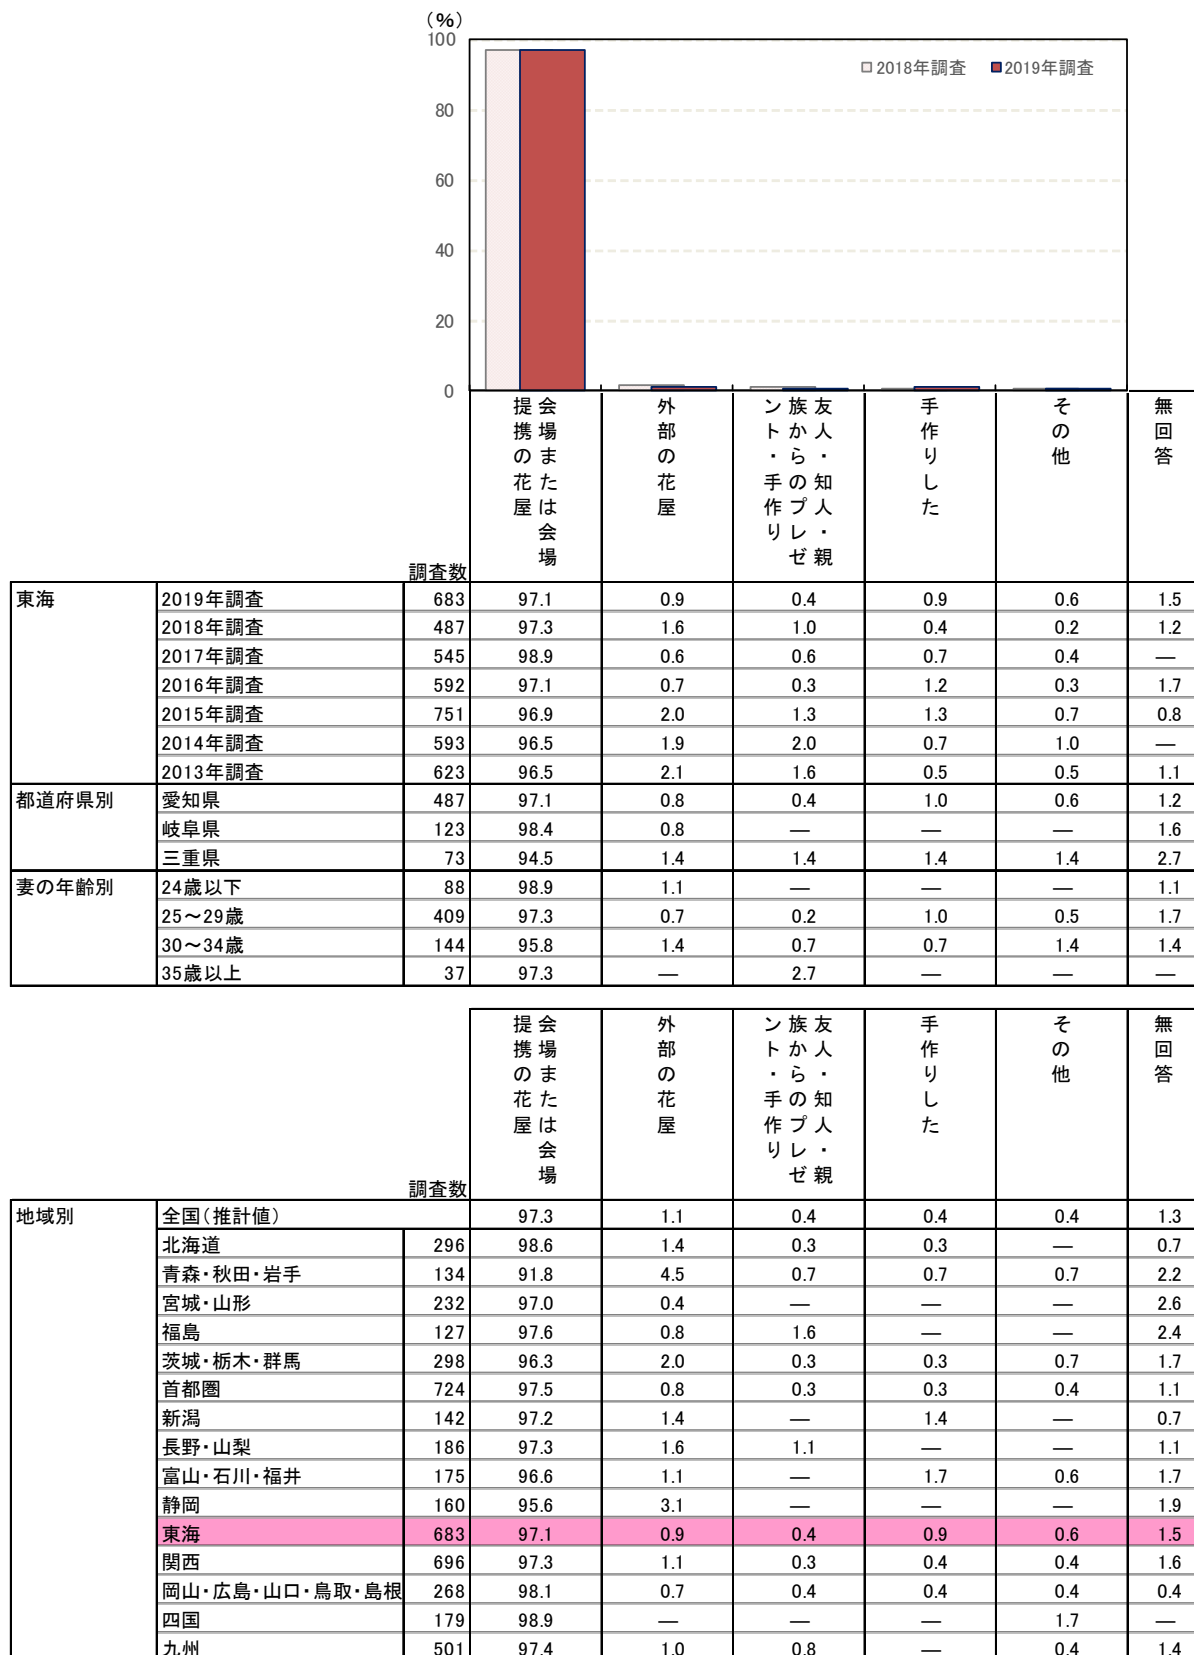 (%)
100
80
60
40
20
0
2018年調査 2019年調査
調査数 会場または会場提携の花屋 外部の花屋 友人・知人・親族からのプレゼント・手作り 手作りした その他 無回答
東海 2019年調査 683 97.1 0.9 0.4 0.9 0.6 1.5
2018年調査 487 97.3 1.6 1.0 0.4 0.2 1.2
2017年調査 545 98.9 0.6 0.6 0.7 0.4 —
2016年調査 592 97.1 0.7 0.3 1.2 0.3 1.7
2015年調査 751 96.9 2.0 1.3 1.3 0.7 0.8
2014年調査 593 96.5 1.9 2.0 0.7 1.0 —
2013年調査 623 96.5 2.1 1.6 0.5 0.5 1.1
都道府県別 愛知県 487 97.1 0.8 0.4 1.0 0.6 1.2
岐阜県 123 98.4 0.8 — — — 1.6
三重県 73 94.5 1.4 1.4 1.4 1.4 2.7
妻の年齢別 24歳以下 88 98.9 1.1 — — — 1.1
25〜29歳 409 97.3 0.7 0.2 1.0 0.5 1.7
30〜34歳 144 95.8 1.4 0.7 0.7 1.4 1.4
35歳以上 37 97.3 — 2.7 — — —
調査数 会場または会場提携の花屋 外部の花屋 友人・知人・親族からのプレゼント・手作り 手作りした その他 無回答
地域別 全国(推計値) 97.3 1.1 0.4 0.4 0.4 1.3
北海道 296 98.6 1.4 0.3 0.3 — 0.7
青森・秋田・岩手 134 91.8 4.5 0.7 0.7 0.7 2.2
宮城・山形 232 97.0 0.4 — — — 2.6
福島 127 97.6 0.8 1.6 — — 2.4
茨城・栃木・群馬 298 96.3 2.0 0.3 0.3 0.7 1.7
首都圏 724 97.5 0.8 0.3 0.3 0.4 1.1
新潟 142 97.2 1.4 — 1.4 — 0.7
長野・山梨 186 97.3 1.6 1.1 — — 1.1
富山・石川・福井 175 96.6 1.1 — 1.7 0.6 1.7
静岡 160 95.6 3.1 — — — 1.9
東海 683 97.1 0.9 0.4 0.9 0.6 1.5
関西 696 97.3 1.1 0.3 0.4 0.4 1.6
岡山・広島・山口・鳥取・島根 268 98.1 0.7 0.4 0.4 0.4 0.4
四国 179 98.9 — — — 1.7 —
九州 501 97.4 1.0 0.8 — 0.4 1.4